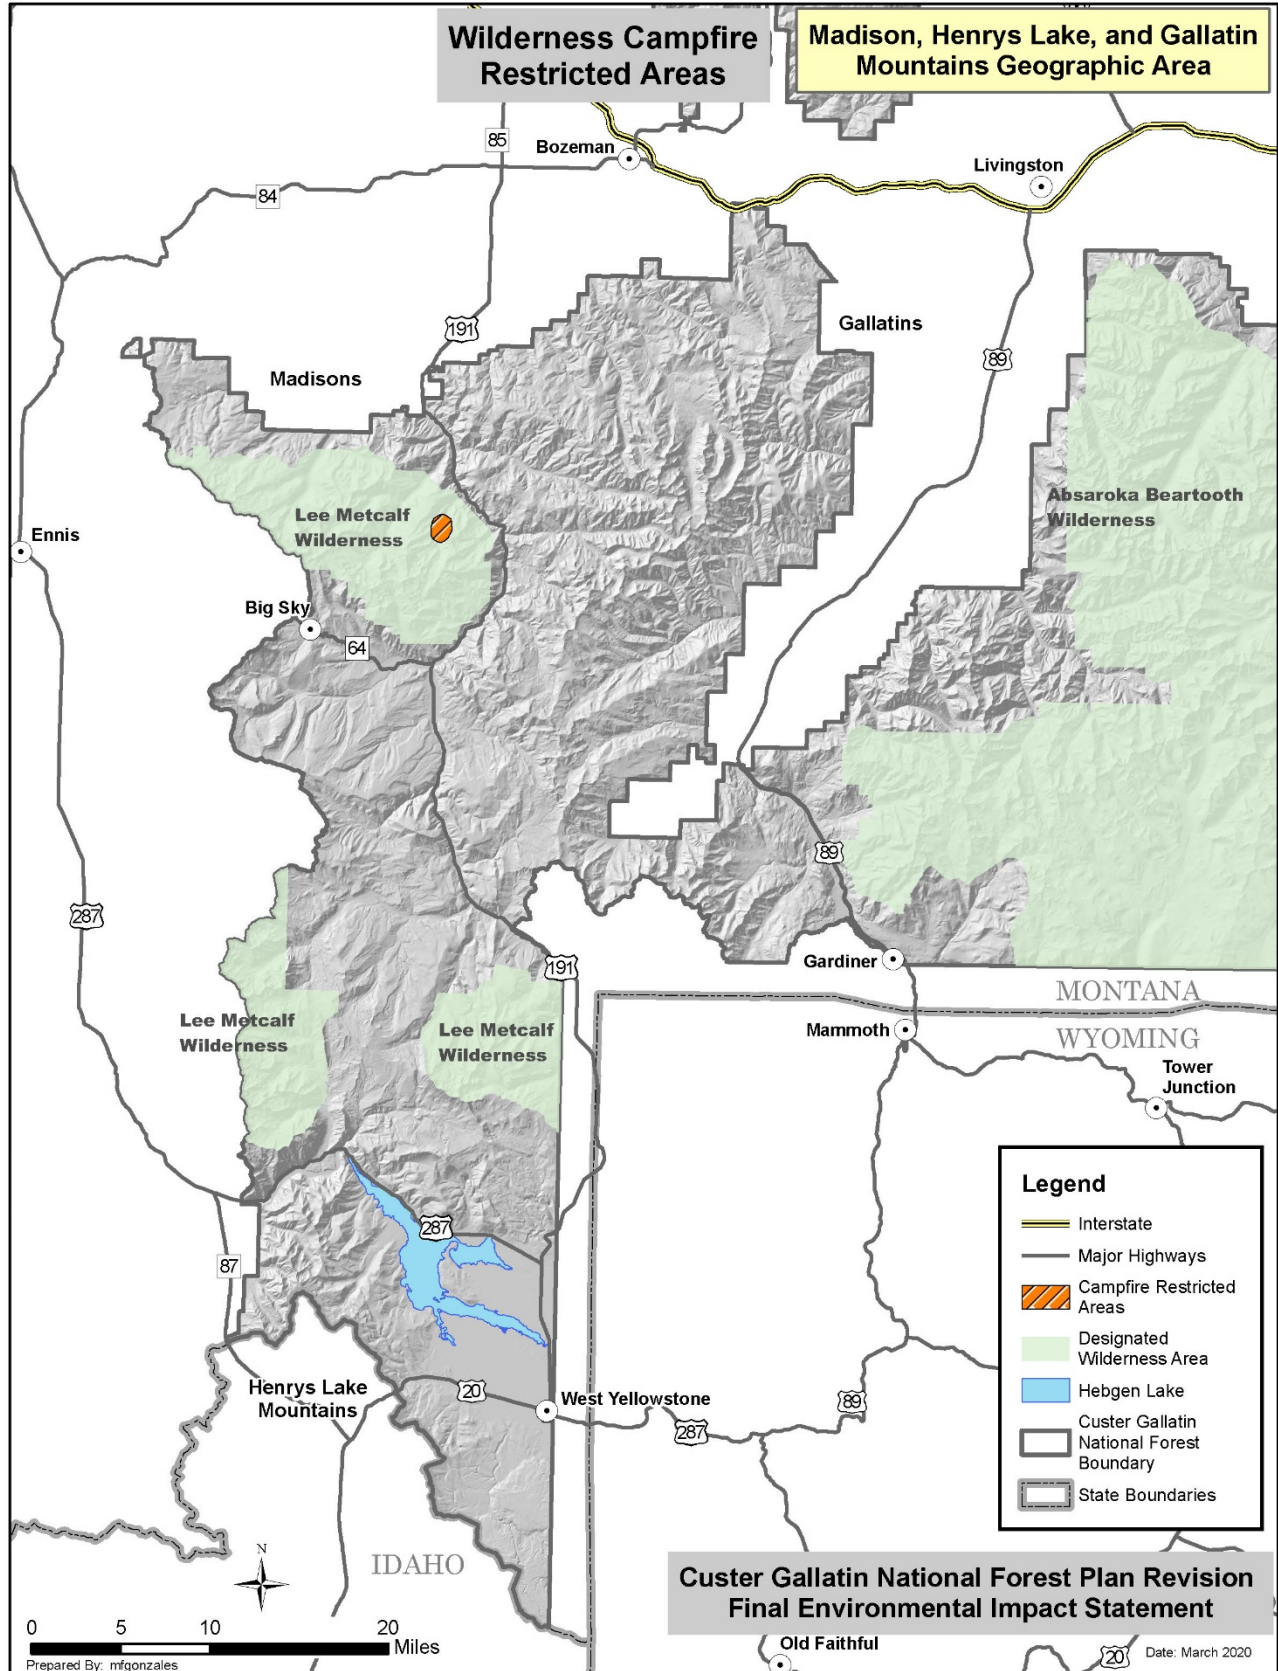 Wilderness Campfire
Restricted Areas
Madison, Henrys Lake, and Gallatin
Mountains Geographic Area
85
Bozeman
Livingston
84
191
Gallatins
89
Madisons
Absaroka Beartooth
Wilderness
Lee Metcalf
Wilderness
Ennis
Big Sky
64
89
287
Gardiner
191
MONTANA
Lee Metcalf
Wilderness
Lee Metcalf
Wilderness
Mammoth
WYOMING
Tower
Junction
287
87
Legend
Interstate
Major Highways
Campfire Restricted
Areas
Designated
Wilderness Area
Hebgen Lake
Custer Gallatin
National Forest
Boundary
State Boundaries
Henrys Lake
Mountains
20
West Yellowstone
287
89
N
IDAHO
Custer Gallatin National Forest Plan Revision
Final Environmental Impact Statement
0 5 10 20
Miles
Prepared By: mfgonzales
Old Faithful
20
Date: March 2020